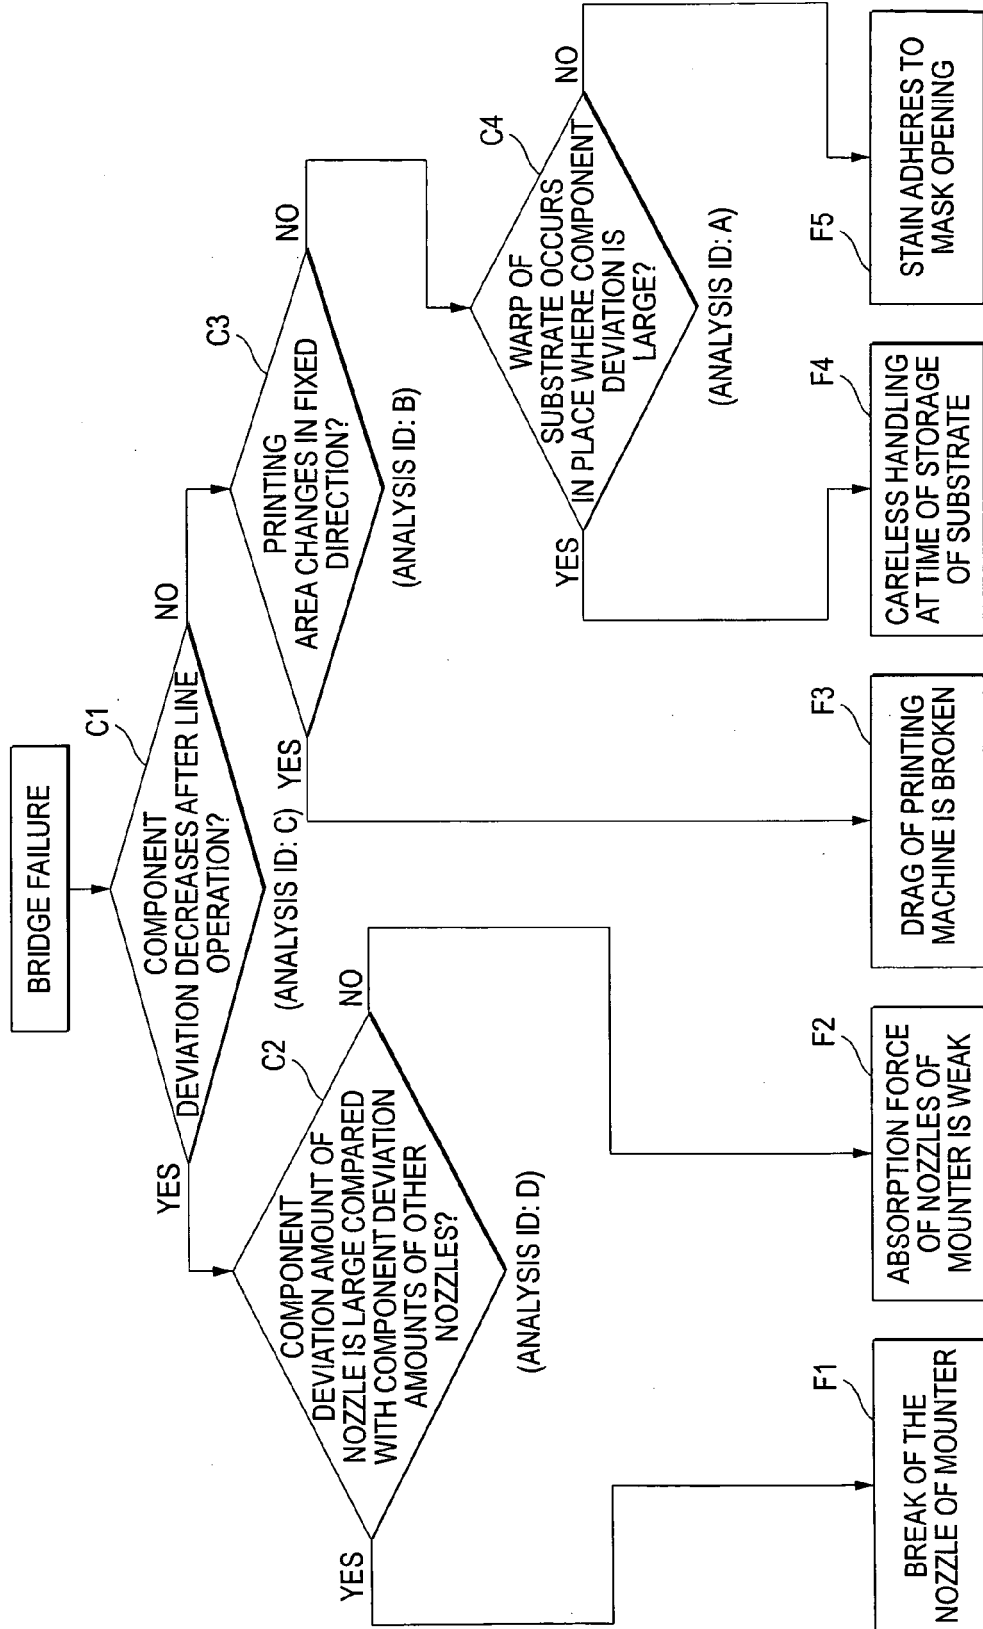 BRIDGE FAILURE
C1
COMPONENT
DEVIATION DECREASES AFTER LINE
OPERATION?
YES
NO
(ANALYSIS ID: C)
C2
COMPONENT
DEVIATION AMOUNT OF
NOZZLE IS LARGE COMPARED
WITH COMPONENT DEVIATION
AMOUNTS OF OTHER
NOZZLES?
YES
NO
(ANALYSIS ID: D)
C3
PRINTING
AREA CHANGES IN FIXED
DIRECTION?
YES
NO
(ANALYSIS ID: B)
C4
WARP OF
SUBSTRATE OCCURS
IN PLACE WHERE COMPONENT
DEVIATION IS
LARGE?
YES
NO
(ANALYSIS ID: A)
F1
BREAK OF THE
NOZZLE OF MOUNTER
F2
ABSORPTION FORCE
OF NOZZLES OF
MOUNTER IS WEAK
F3
DRAG OF PRINTING
MACHINE IS BROKEN
F4
CARELESS HANDLING
AT TIME OF STORAGE
OF SUBSTRATE
F5
STAIN ADHERES TO
MASK OPENING